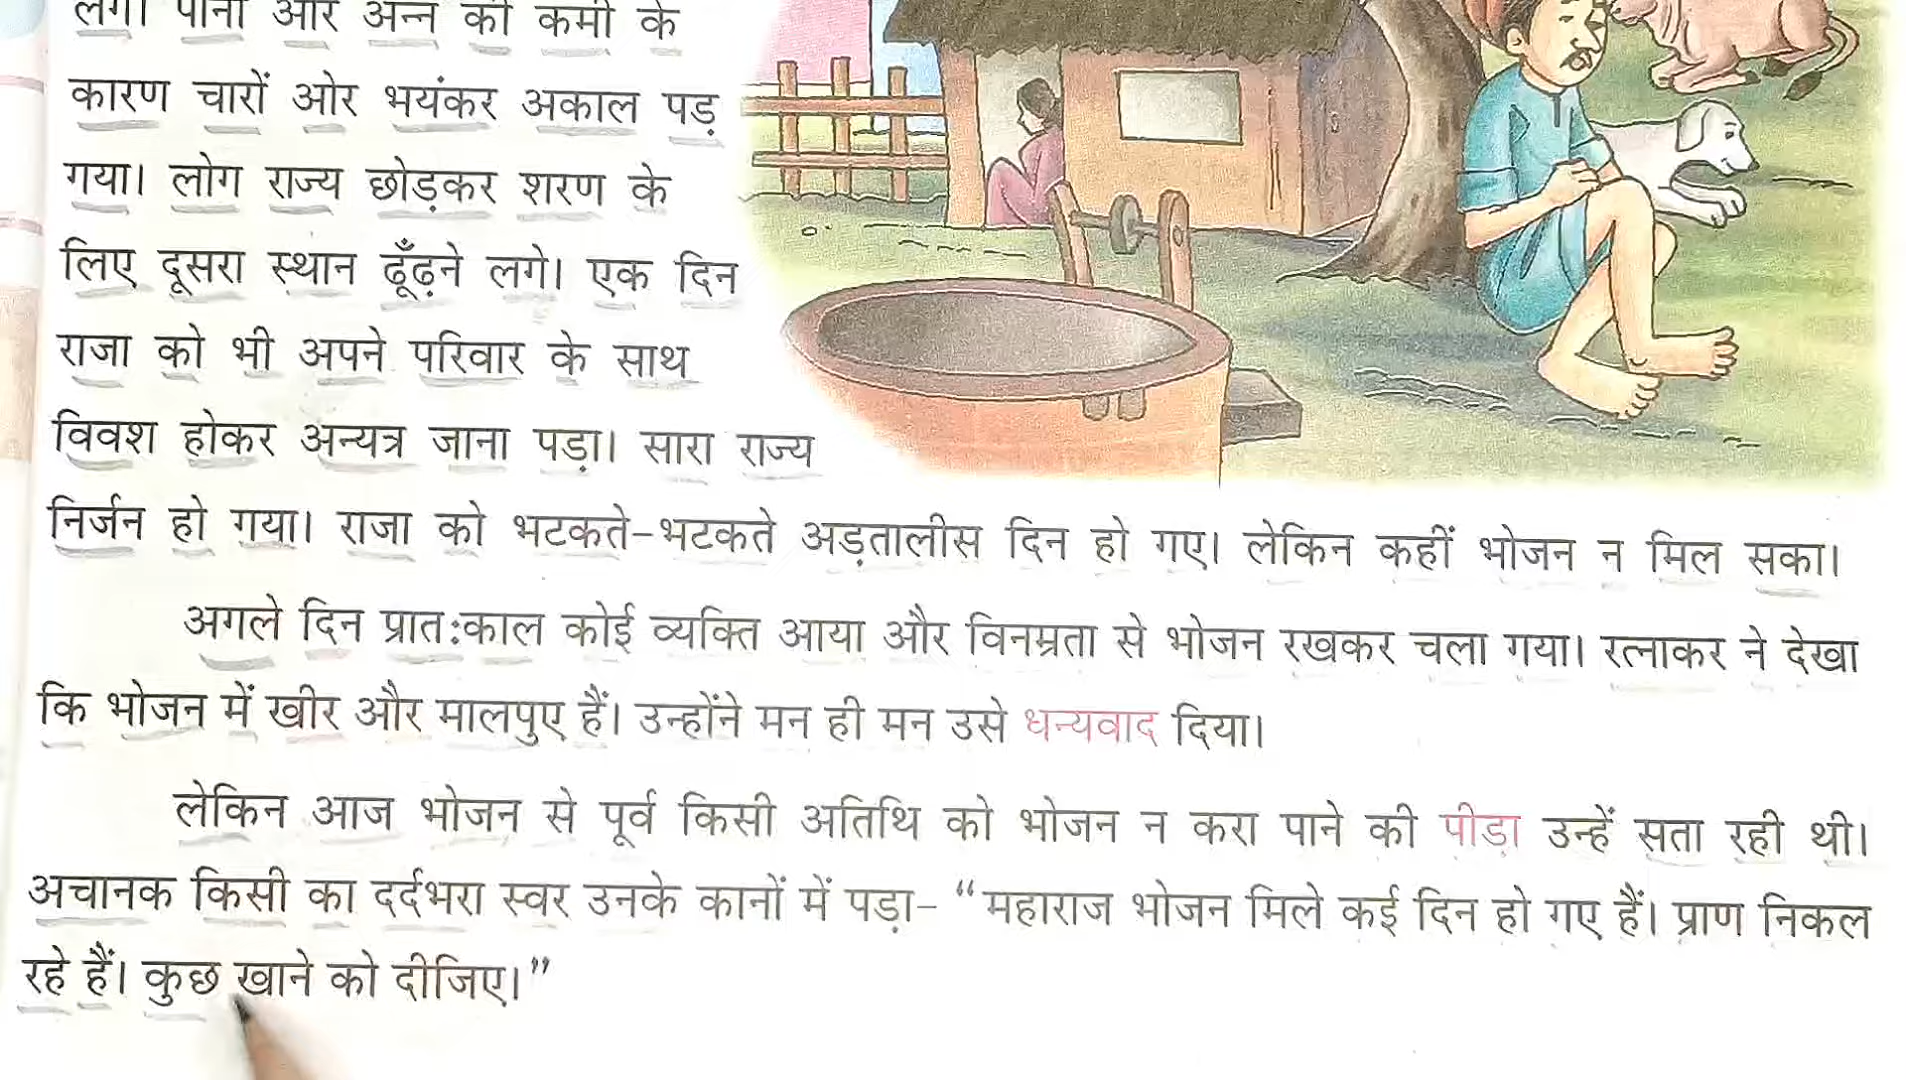 लगी। पानी और अन्न की कमी के
कारण चारों ओर भयंकर अकाल पड़
गया। लोग राज्य छोड़कर शरण के
लिए दूसरा स्थान ढूँढ़ने लगे। एक दिन
राजा को भी अपने परिवार के साथ
विवश होकर अन्यत्र जाना पड़ा। सारा राज्य
निर्जन हो गया। राजा को भटकते-भटकते अड़तालीस दिन हो गए। लेकिन कहीं भोजन न मिल सका।
अगले दिन प्रात:काल कोई व्यक्ति आया और विनम्रता से भोजन रखकर चला गया। रत्नाकर ने देखा
कि भोजन में खीर और मालपुए हैं। उन्होंने मन ही मन उसे धन्यवाद दिया।
लेकिन आज भोजन से पूर्व किसी अतिथि को भोजन न करा पाने की पीड़ा उन्हें सता रही थी।
अचानक किसी का दर्दभरा स्वर उनके कानों में पड़ा- “महाराज भोजन मिले कई दिन हो गए हैं। प्राण निकल
रहे हैं। कुछ खाने को दीजिए।”